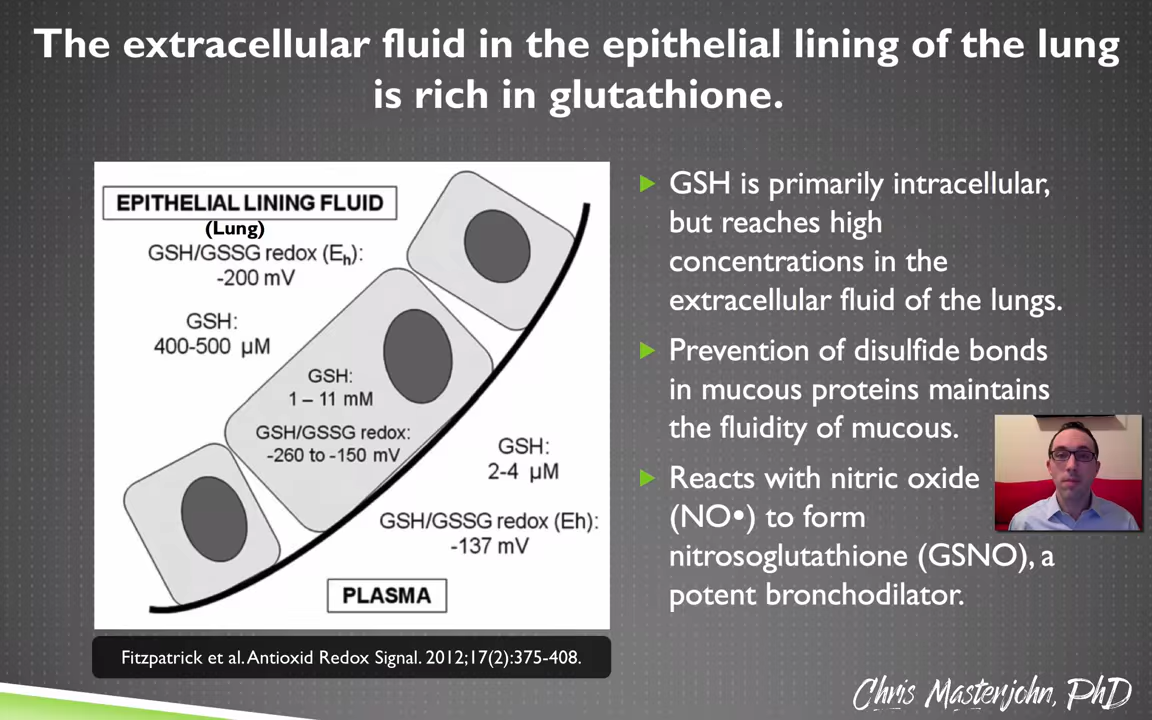 The extracellular fluid in the epithelial lining of the lung
is rich in glutathione.
EPITHELIAL LINING FLUID
(Lung)
GSH/GSSG redox (Eh):
-200 mV
GSH:
400-500 µM
GSH:
1 – 11 mM
GSH/GSSG redox:
-260 to -150 mV
GSH:
2-4 µM
GSH/GSSG redox (Eh):
-137 mV
PLASMA
Fitzpatrick et al. Antioxid Redox Signal. 2012;17(2):375-408.
GSH is primarily intracellular,
but reaches high
concentrations in the
extracellular fluid of the lungs.
Prevention of disulfide bonds
in mucous proteins maintains
the fluidity of mucous.
Reacts with nitric oxide
(NO•) to form
nitrosoglutathione (GSNO), a
potent bronchodilator.
Chris Masterjohn, PhD